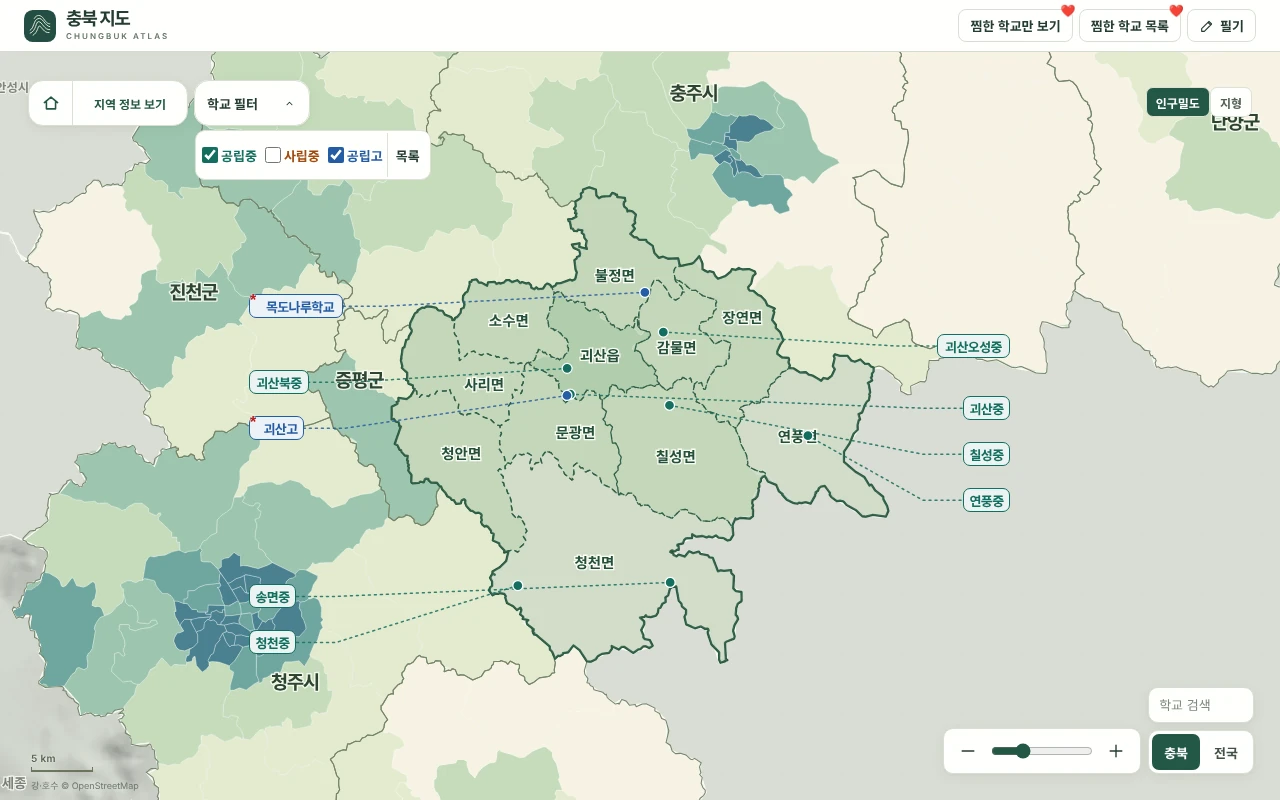 충북 지도
CHUNGBUK ATLAS
찜한 학교만 보기
찜한 학교 목록
필기
안성시
지역 정보 보기
학교 필터
충주시
인구밀도
지형
단양군
공립중
사립중
공립고
목록
불정면
진천군
* 목도나루학교
소수면
장연면
괴산읍
감물면
괴산오성중
괴산북중
증평군
사리면
괴산중
* 괴산고
문광면
연풍면
청안면
칠성면
칠성중
연풍중
청천면
송면중
청천중
청주시
학교 검색
충북
전국
5 km
세종
강·호수 © OpenStreetMap